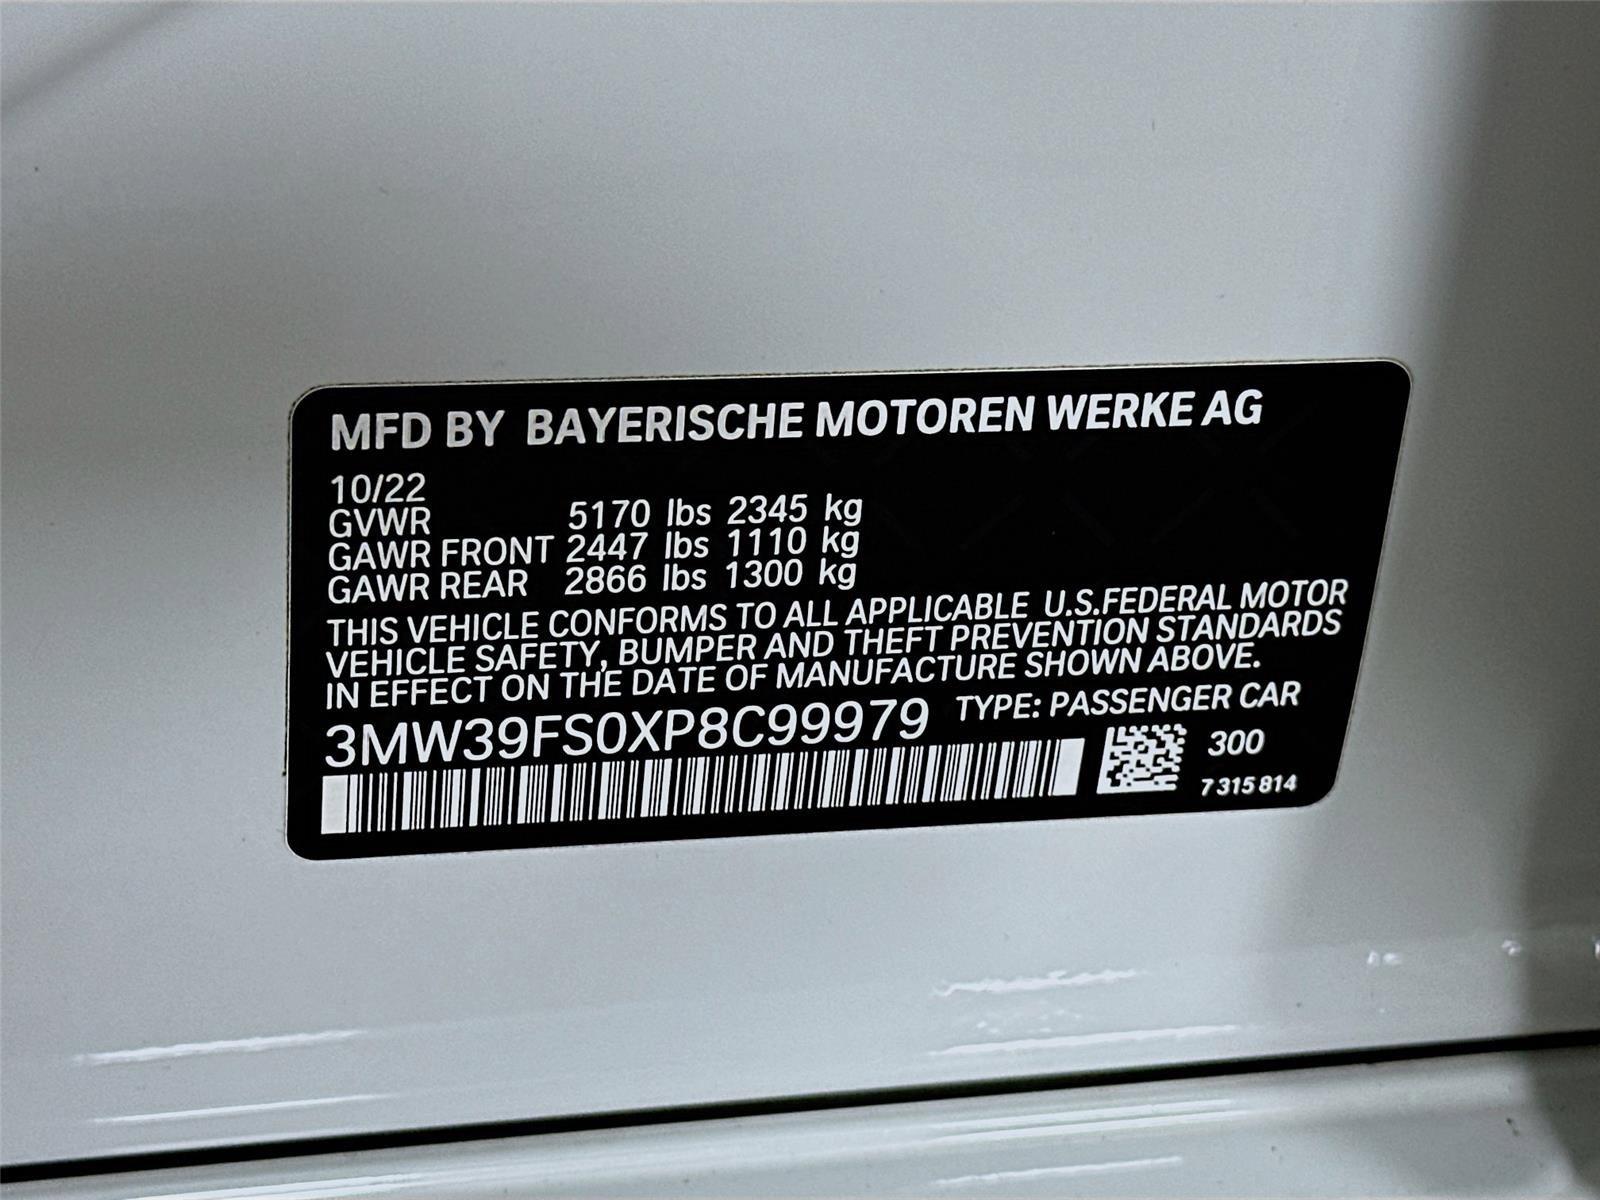 MFD BY BAYERISCHE MOTOREN WERKE AG
10/22
GVWR 5170 lbs 2345 kg
GAWR FRONT 2447 lbs 1110 kg
GAWR REAR 2866 lbs 1300 kg
THIS VEHICLE CONFORMS TO ALL APPLICABLE U.S.FEDERAL MOTOR
VEHICLE SAFETY, BUMPER AND THEFT PREVENTION STANDARDS
IN EFFECT ON THE DATE OF MANUFACTURE SHOWN ABOVE.
3MW39FS0XP8C99979 TYPE: PASSENGER CAR
300
7 315 814